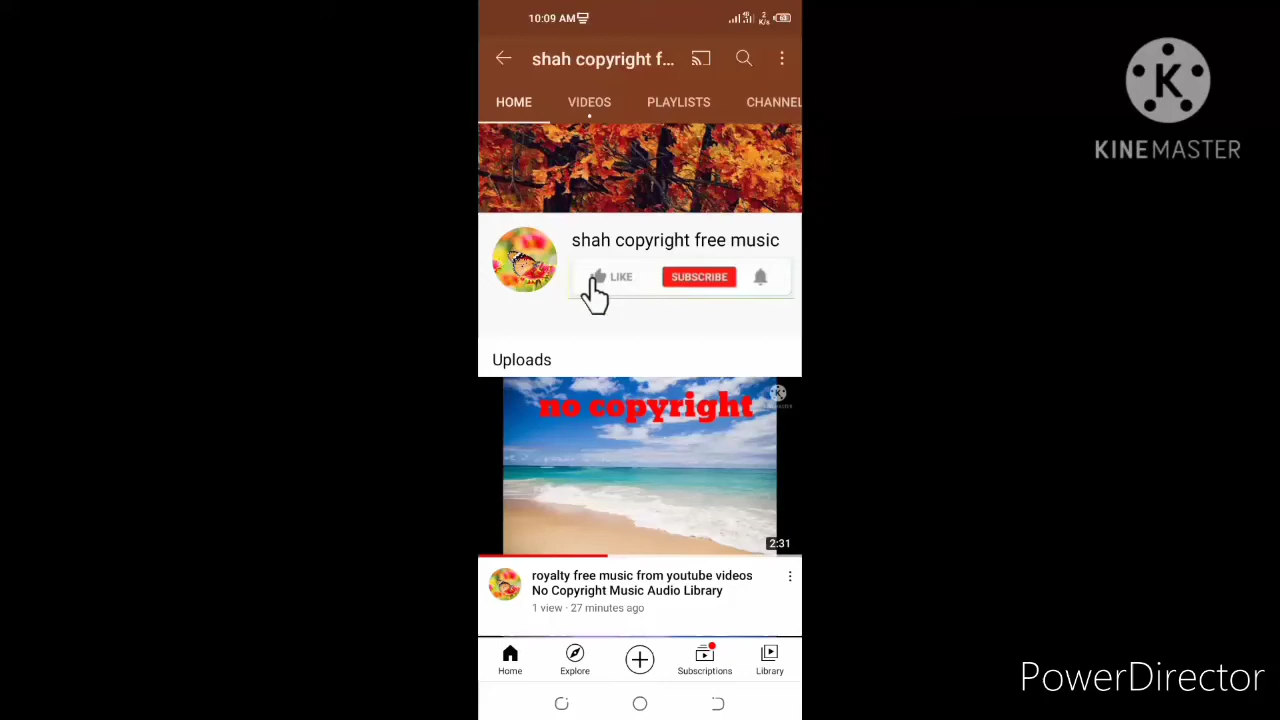 10:09 AM
2
K/s
63
shah copyright f...
HOME VIDEOS PLAYLISTS CHANNEL
K
KINEMASTER
shah copyright free music
LIKE SUBSCRIBE
Uploads
no copyright
2:31
royalty free music from youtube videos
No Copyright Music Audio Library
1 view · 27 minutes ago
Home Explore Subscriptions Library
PowerDirector